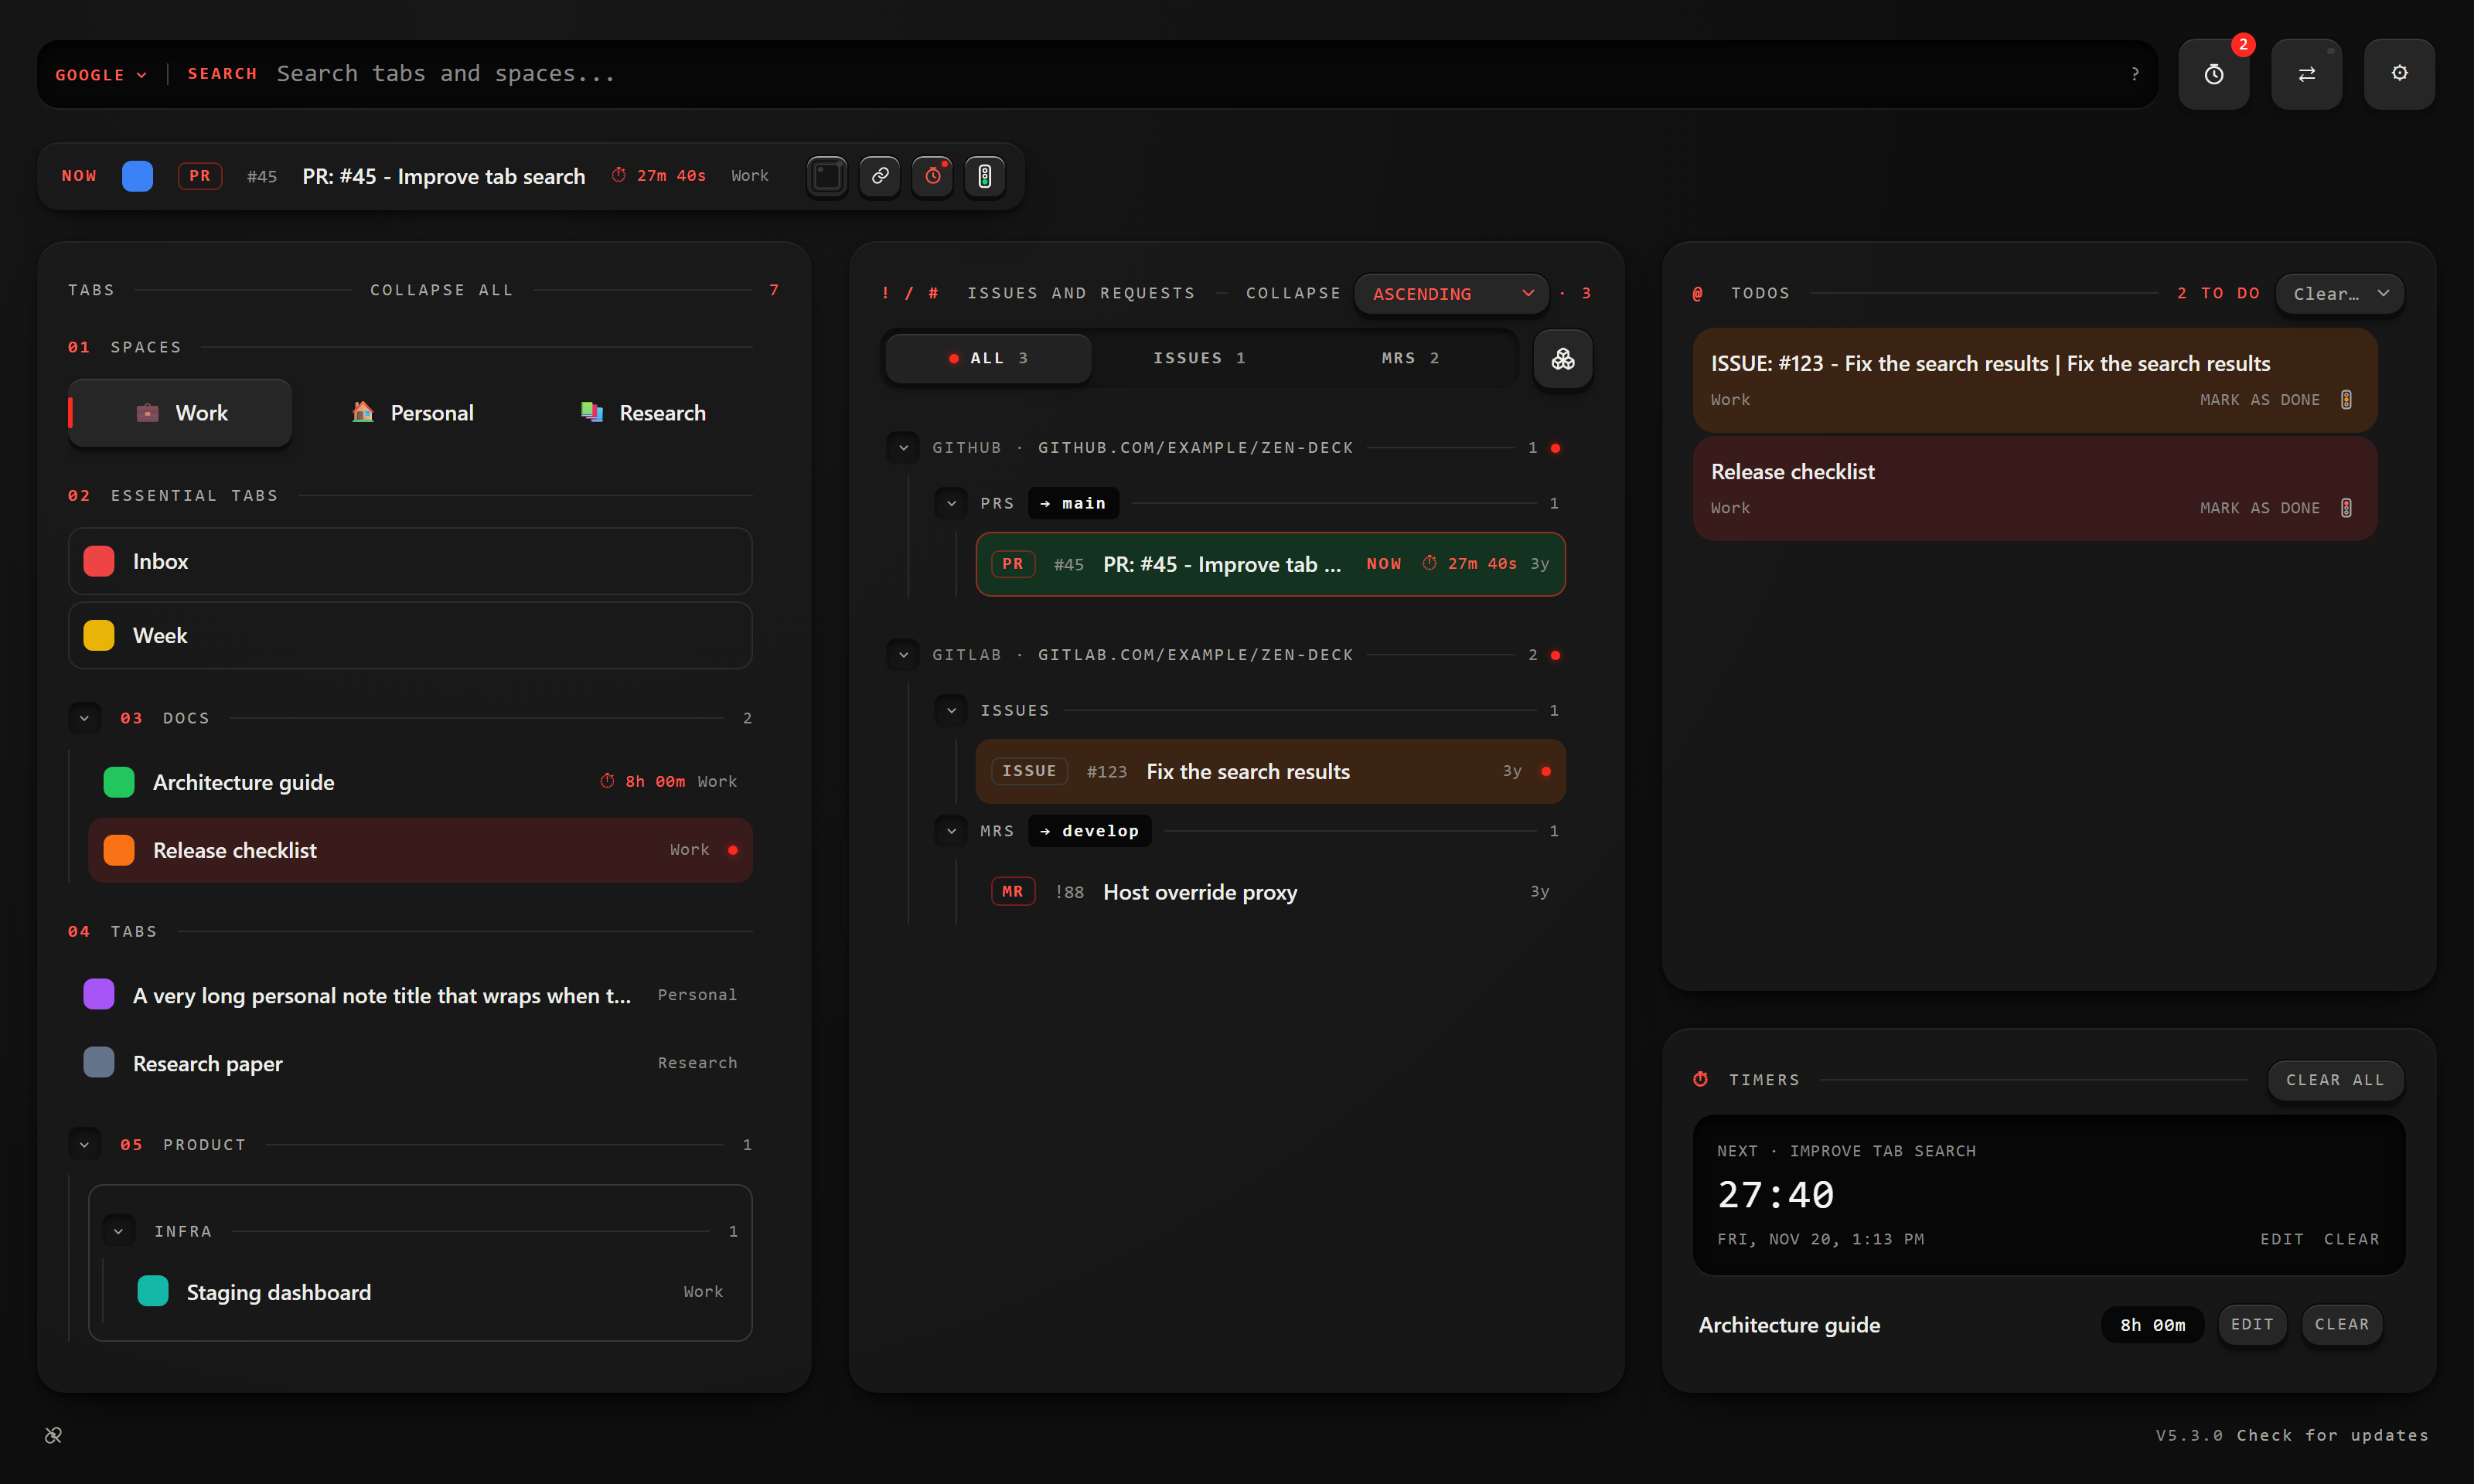 GOOGLE SEARCH Search tabs and spaces... ?
2
NOW PR #45 PR: #45 - Improve tab search 27m 40s Work
TABS COLLAPSE ALL 7
01 SPACES
Work Personal Research
02 ESSENTIAL TABS
Inbox
Week
03 DOCS 2
Architecture guide 8h 00m Work
Release checklist Work
04 TABS
A very long personal note title that wraps when t... Personal
Research paper Research
05 PRODUCT 1
INFRA 1
Staging dashboard Work
! / # ISSUES AND REQUESTS COLLAPSE ASCENDING · 3
ALL 3 ISSUES 1 MRS 2
GITHUB · GITHUB.COM/EXAMPLE/ZEN-DECK 1
PRS → main 1
PR #45 PR: #45 - Improve tab ... NOW 27m 40s 3y
GITLAB · GITLAB.COM/EXAMPLE/ZEN-DECK 2
ISSUES 1
ISSUE #123 Fix the search results 3y
MRS → develop 1
MR !88 Host override proxy 3y
@ TODOS 2 TO DO Clear…
ISSUE: #123 - Fix the search results | Fix the search results
Work MARK AS DONE
Release checklist
Work MARK AS DONE
TIMERS CLEAR ALL
NEXT · IMPROVE TAB SEARCH
27:40
FRI, NOV 20, 1:13 PM EDIT CLEAR
Architecture guide 8h 00m EDIT CLEAR
V5.3.0 Check for updates